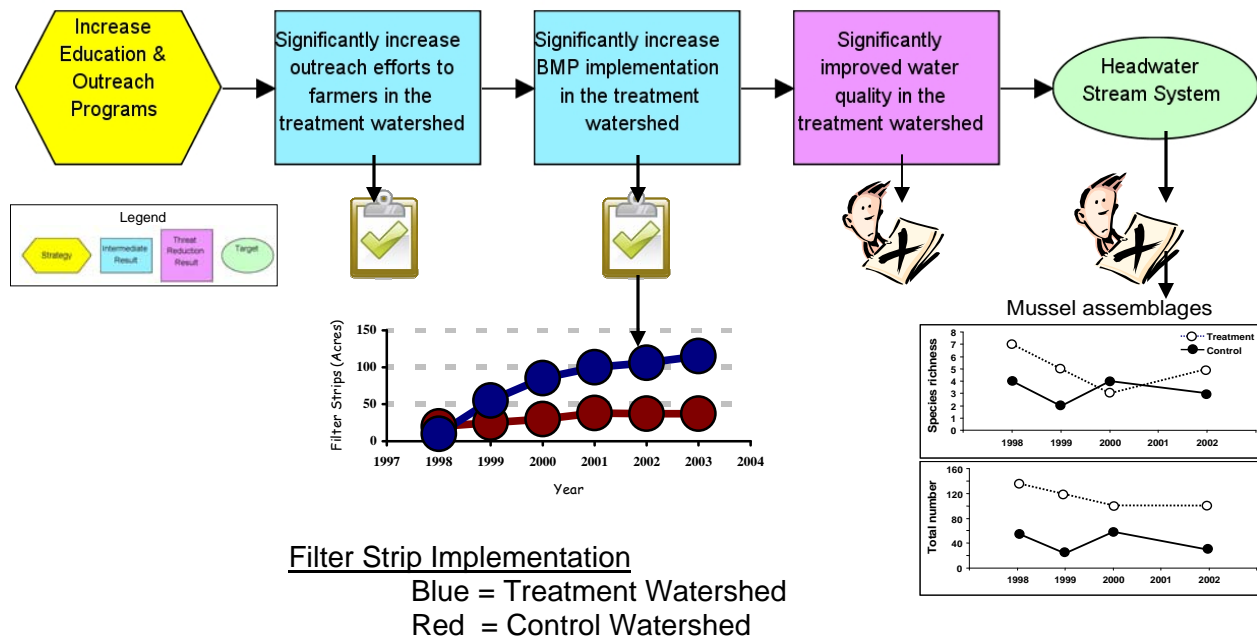 Increase
Education &
Outreach
Programs
Significantly increase
outreach efforts to
farmers in the
treatment watershed
Significantly increase
BMP implementation
in the treatment
watershed
Significantly
improved water
quality in the
treatment watershed
Headwater
Stream System
Legend
Strategy
Intermediate
Result
Threat
Reduction
Result
Target
Mussel assemblages
Filter Strips (Acres)
150
100
50
0
1997 1998 1999 2000 2001 2002 2003 2004
Year
Species richness
8
7
6
5
4
3
2
1
0
Treatment
Control
1998 1999 2000 2001 2002
Total number
160
120
80
40
0
1998 1999 2000 2001 2002
Filter Strip Implementation
Blue = Treatment Watershed
Red = Control Watershed